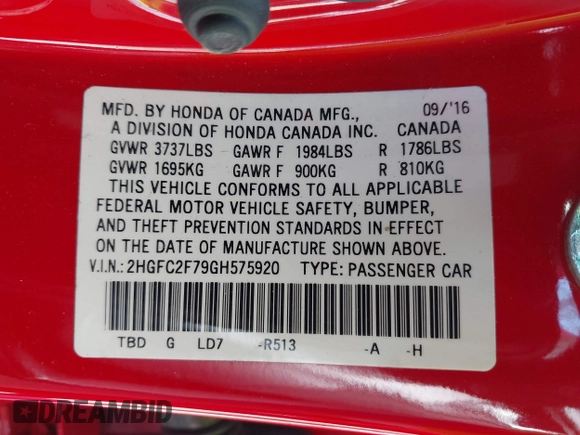 MFD. BY HONDA OF CANADA MFG., 09/'16
A DIVISION OF HONDA CANADA INC. CANADA
GVWR 3737LBS GAWR F 1984LBS R 1786LBS
GVWR 1695KG GAWR F 900KG R 810KG
THIS VEHICLE CONFORMS TO ALL APPLICABLE
FEDERAL MOTOR VEHICLE SAFETY, BUMPER,
AND THEFT PREVENTION STANDARDS IN EFFECT
ON THE DATE OF MANUFACTURE SHOWN ABOVE.
V.I.N.: 2HGFC2F79GH575920 TYPE: PASSENGER CAR
TBD G LD7 -R513 -A -H
DREAMBID